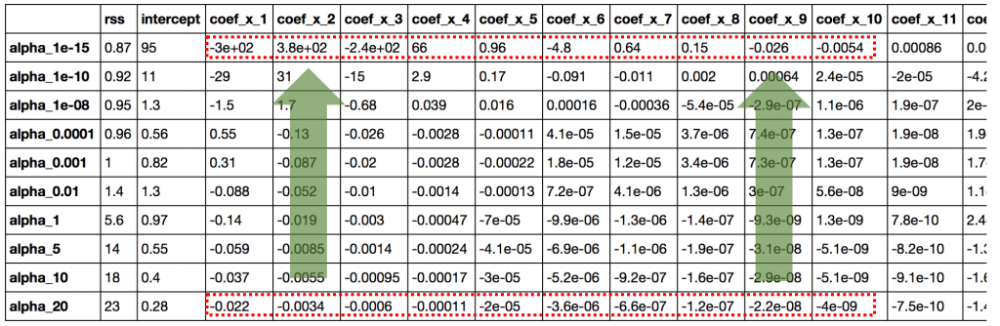 rss intercept coef_x_1 coef_x_2 coef_x_3 coef_x_4 coef_x_5 coef_x_6 coef_x_7 coef_x_8 coef_x_9 coef_x_10 coef_x_11
alpha_1e-15 0.87 95 -3e+02 3.8e+02 -2.4e+02 66 0.96 -4.8 0.64 0.15 -0.026 -0.0054 0.00086
alpha_1e-10 0.92 11 -29 31 -15 2.9 0.17 -0.091 -0.011 0.002 0.00064 2.4e-05 -2e-05
alpha_1e-08 0.95 1.3 -1.5 1.7 -0.68 0.039 0.016 0.00016 -0.00036 -5.4e-05 -2.9e-07 1.1e-06 1.9e-07
alpha_0.0001 0.96 0.56 0.55 -0.13 -0.026 -0.0028 -0.00011 4.1e-05 1.5e-05 3.7e-06 7.4e-07 1.3e-07 1.9e-08
alpha_0.001 1 0.82 0.31 -0.087 -0.02 -0.0028 -0.00022 1.8e-05 1.2e-05 3.4e-06 7.3e-07 1.3e-07 1.9e-08
alpha_0.01 1.4 1.3 -0.088 -0.052 -0.01 -0.0014 -0.00013 7.2e-07 4.1e-06 1.3e-06 3e-07 5.6e-08 9e-09
alpha_1 5.6 0.97 -0.14 -0.019 -0.003 -0.00047 -7e-05 -9.9e-06 -1.3e-06 -1.4e-07 -9.3e-09 1.3e-09 7.8e-10
alpha_5 14 0.55 -0.059 -0.0085 -0.0014 -0.00024 -4.1e-05 -6.9e-06 -1.1e-06 -1.9e-07 -3.1e-08 -5.1e-09 -8.2e-10
alpha_10 18 0.4 -0.037 -0.0055 -0.00095 -0.00017 -3e-05 -5.2e-06 -9.2e-07 -1.6e-07 -2.9e-08 -5.1e-09 -9.1e-10
alpha_20 23 0.28 -0.022 -0.0034 -0.0006 -0.00011 -2e-05 -3.6e-06 -6.6e-07 -1.2e-07 -2.2e-08 -4e-09 -7.5e-10